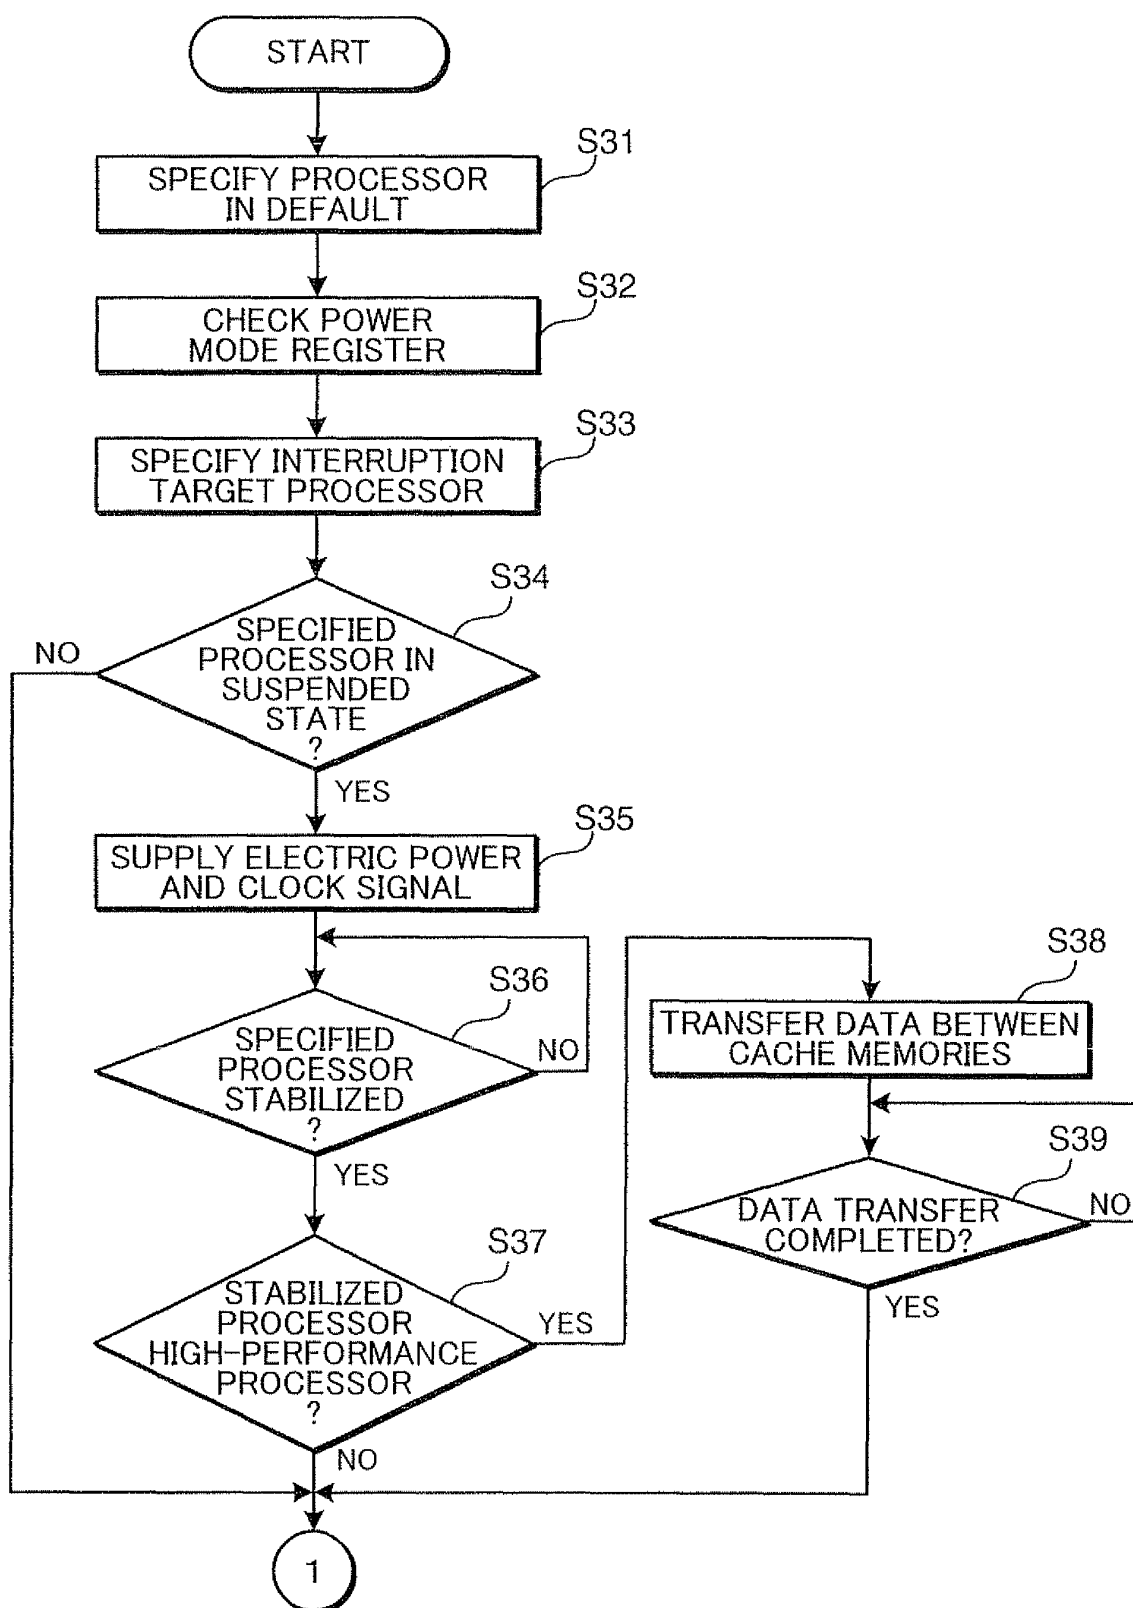 START
S31
SPECIFY PROCESSOR
IN DEFAULT
S32
CHECK POWER
MODE REGISTER
S33
SPECIFY INTERRUPTION
TARGET PROCESSOR
S34
NO
SPECIFIED
PROCESSOR IN
SUSPENDED
STATE
?
YES
S35
SUPPLY ELECTRIC POWER
AND CLOCK SIGNAL
S36
SPECIFIED
PROCESSOR
STABILIZED
?
NO
YES
S37
STABILIZED
PROCESSOR
HIGH-PERFORMANCE
PROCESSOR
?
YES
NO
S38
TRANSFER DATA BETWEEN
CACHE MEMORIES
S39
DATA TRANSFER
COMPLETED?
NO
YES
1